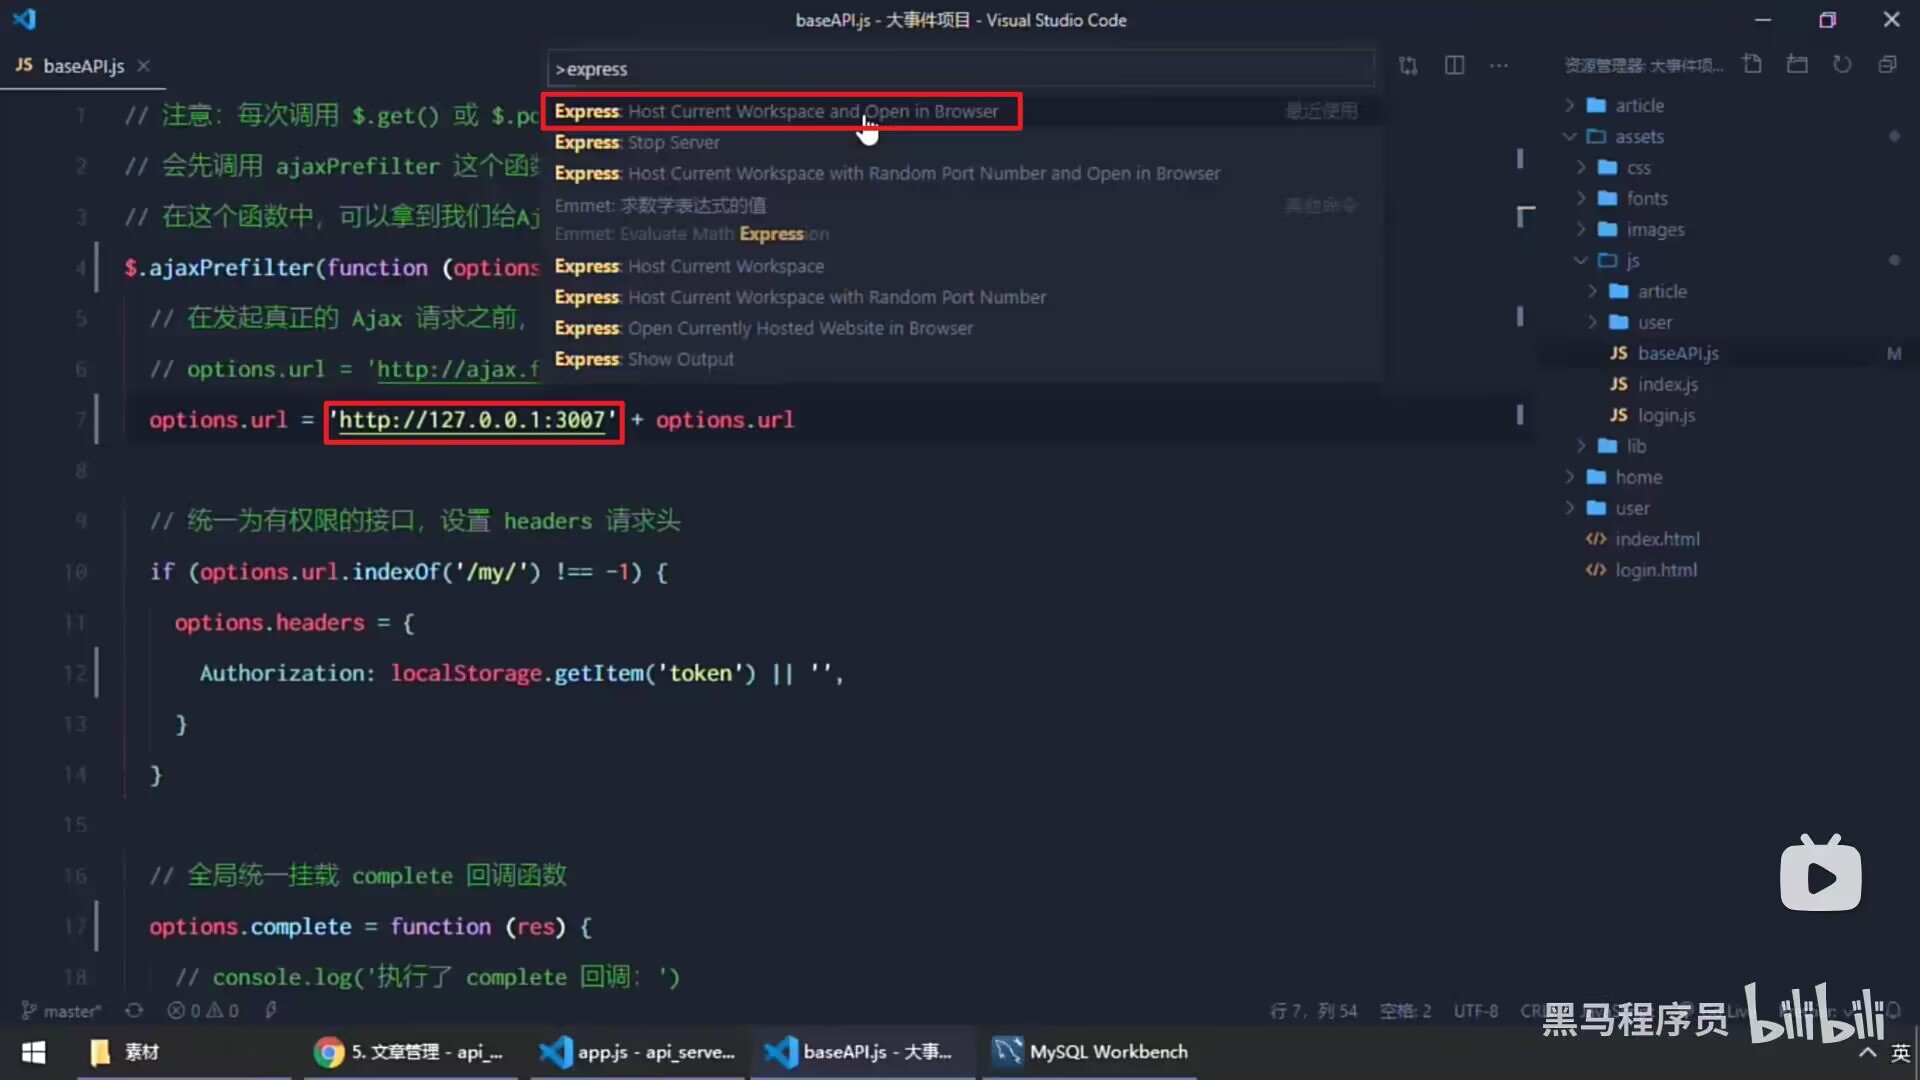 baseAPI.js - 大事件项目 - Visual Studio Code
JS baseAPI.js
>express
资源管理器: 大事件项...
Express: Host Current Workspace and Open in Browser
最近使用
Express: Stop Server
Express: Host Current Workspace with Random Port Number and Open in Browser
Emmet: 求数学表达式的值
其他命令
Emmet: Evaluate Math Expression
Express: Host Current Workspace
Express: Host Current Workspace with Random Port Number
Express: Open Currently Hosted Website in Browser
Express: Show Output
1 // 注意：每次调用 $.get() 或 $.po
2 // 会先调用 ajaxPrefilter 这个函
3 // 在这个函数中，可以拿到我们给Aj
4 $.ajaxPrefilter(function (options
5 // 在发起真正的 Ajax 请求之前，
6 // options.url = 'http://ajax.f
7 options.url = 'http://127.0.0.1:3007' + options.url
8
9 // 统一为有权限的接口，设置 headers 请求头
10 if (options.url.indexOf('/my/') !== -1) {
11 options.headers = {
12 Authorization: localStorage.getItem('token') || '',
13 }
14 }
15
16 // 全局统一挂载 complete 回调函数
17 options.complete = function (res) {
18 // console.log('执行了 complete 回调：')
article
assets
css
fonts
images
js
article
user
JS baseAPI.js M
JS index.js
JS login.js
lib
home
user
index.html
login.html
master* 0 0
行 7，列 54 空格: 2 UTF-8
黑马程序员 bilibili
素材
5. 文章管理 - api_...
app.js - api_serve...
baseAPI.js - 大事...
MySQL Workbench
英